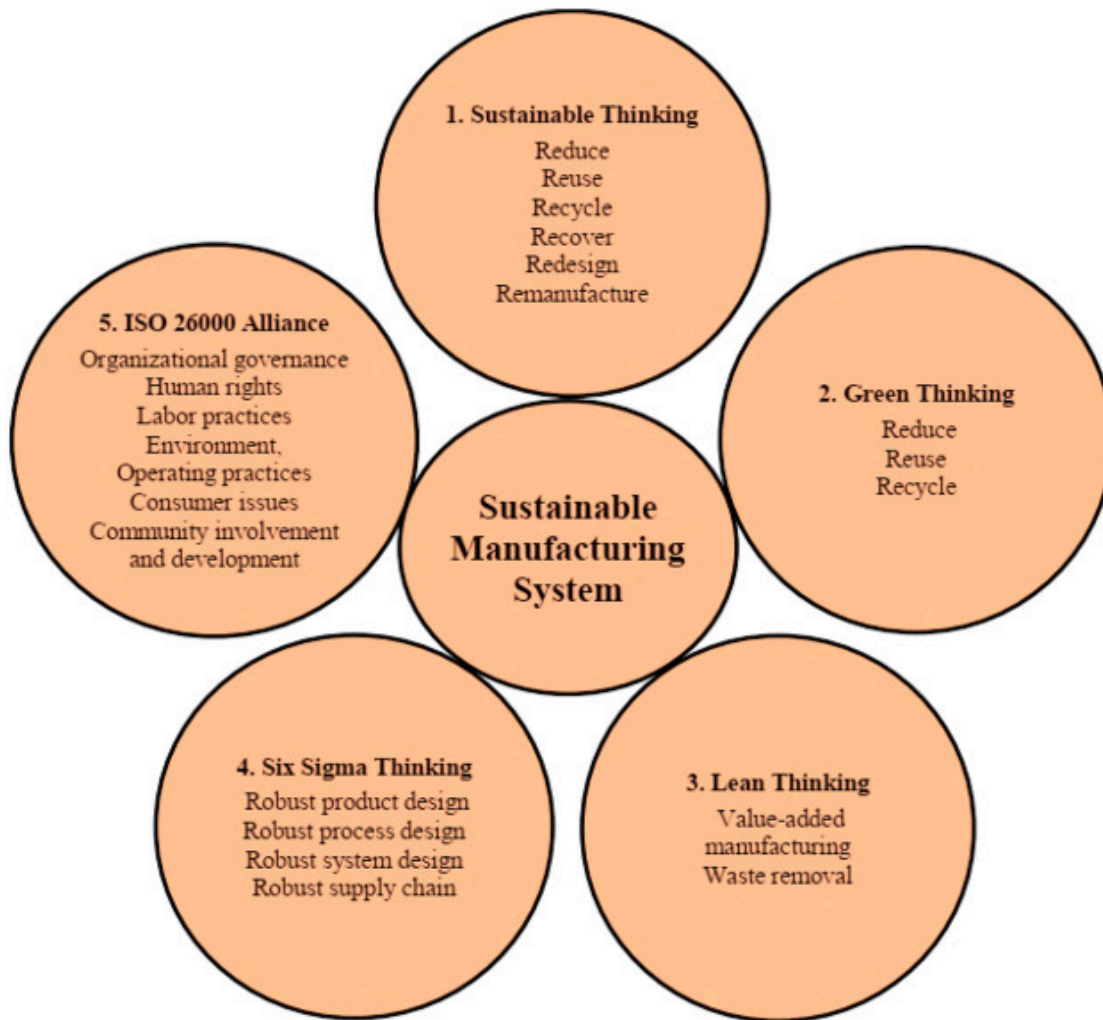 1. Sustainable Thinking
Reduce
Reuse
Recycle
Recover
Redesign
Remanufacture
2. Green Thinking
Reduce
Reuse
Recycle
3. Lean Thinking
Value-added
manufacturing
Waste removal
4. Six Sigma Thinking
Robust product design
Robust process design
Robust system design
Robust supply chain
5. ISO 26000 Alliance
Organizational governance
Human rights
Labor practices
Environment,
Operating practices
Consumer issues
Community involvement
and development
Sustainable
Manufacturing
System